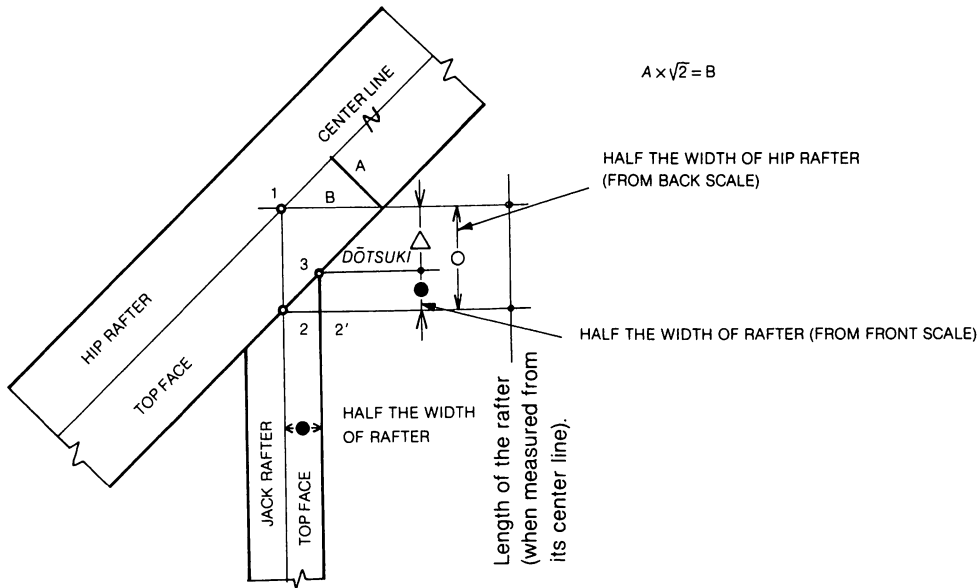 CENTER LINE
A × √2 = B
A
HALF THE WIDTH OF HIP RAFTER
(FROM BACK SCALE)
1
B
3
DŌTSUKI
2
2'
HALF THE WIDTH OF RAFTER (FROM FRONT SCALE)
HIP RAFTER
TOP FACE
HALF THE WIDTH
OF RAFTER
JACK RAFTER
TOP FACE
Length of the rafter
(when measured from
its center line).